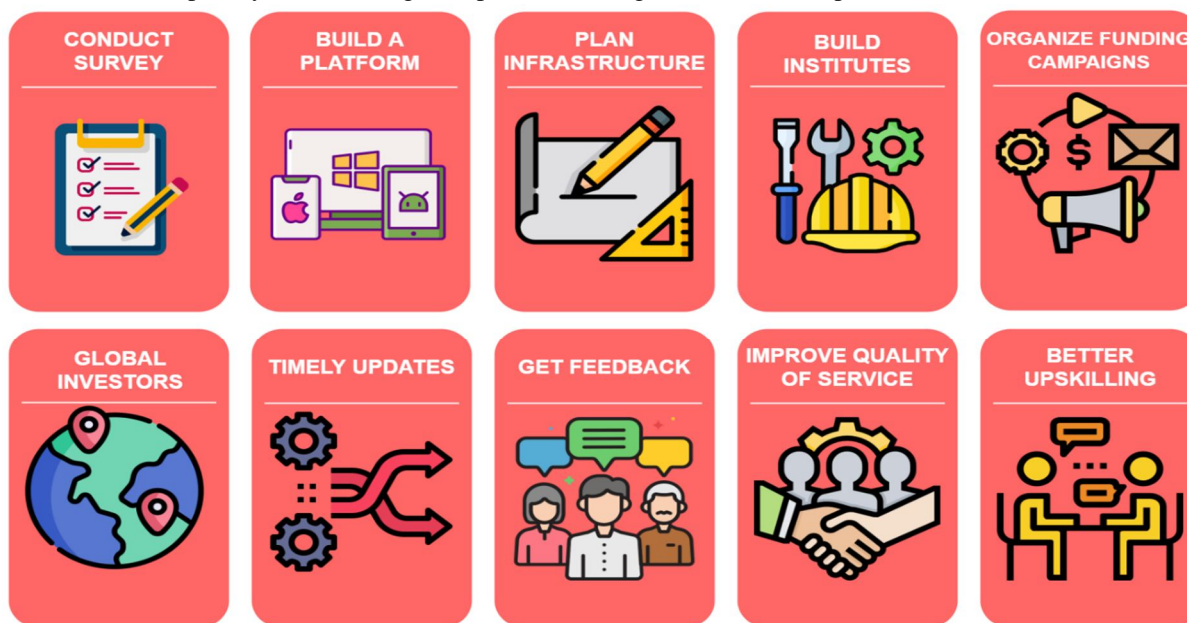 CONDUCT
SURVEY
BUILD A
PLATFORM
PLAN
INFRASTRUCTURE
BUILD
INSTITUTES
ORGANIZE FUNDING
CAMPAIGNS
$
GLOBAL
INVESTORS
TIMELY UPDATES
GET FEEDBACK
IMPROVE QUALITY
OF SERVICE
BETTER
UPSKILLING